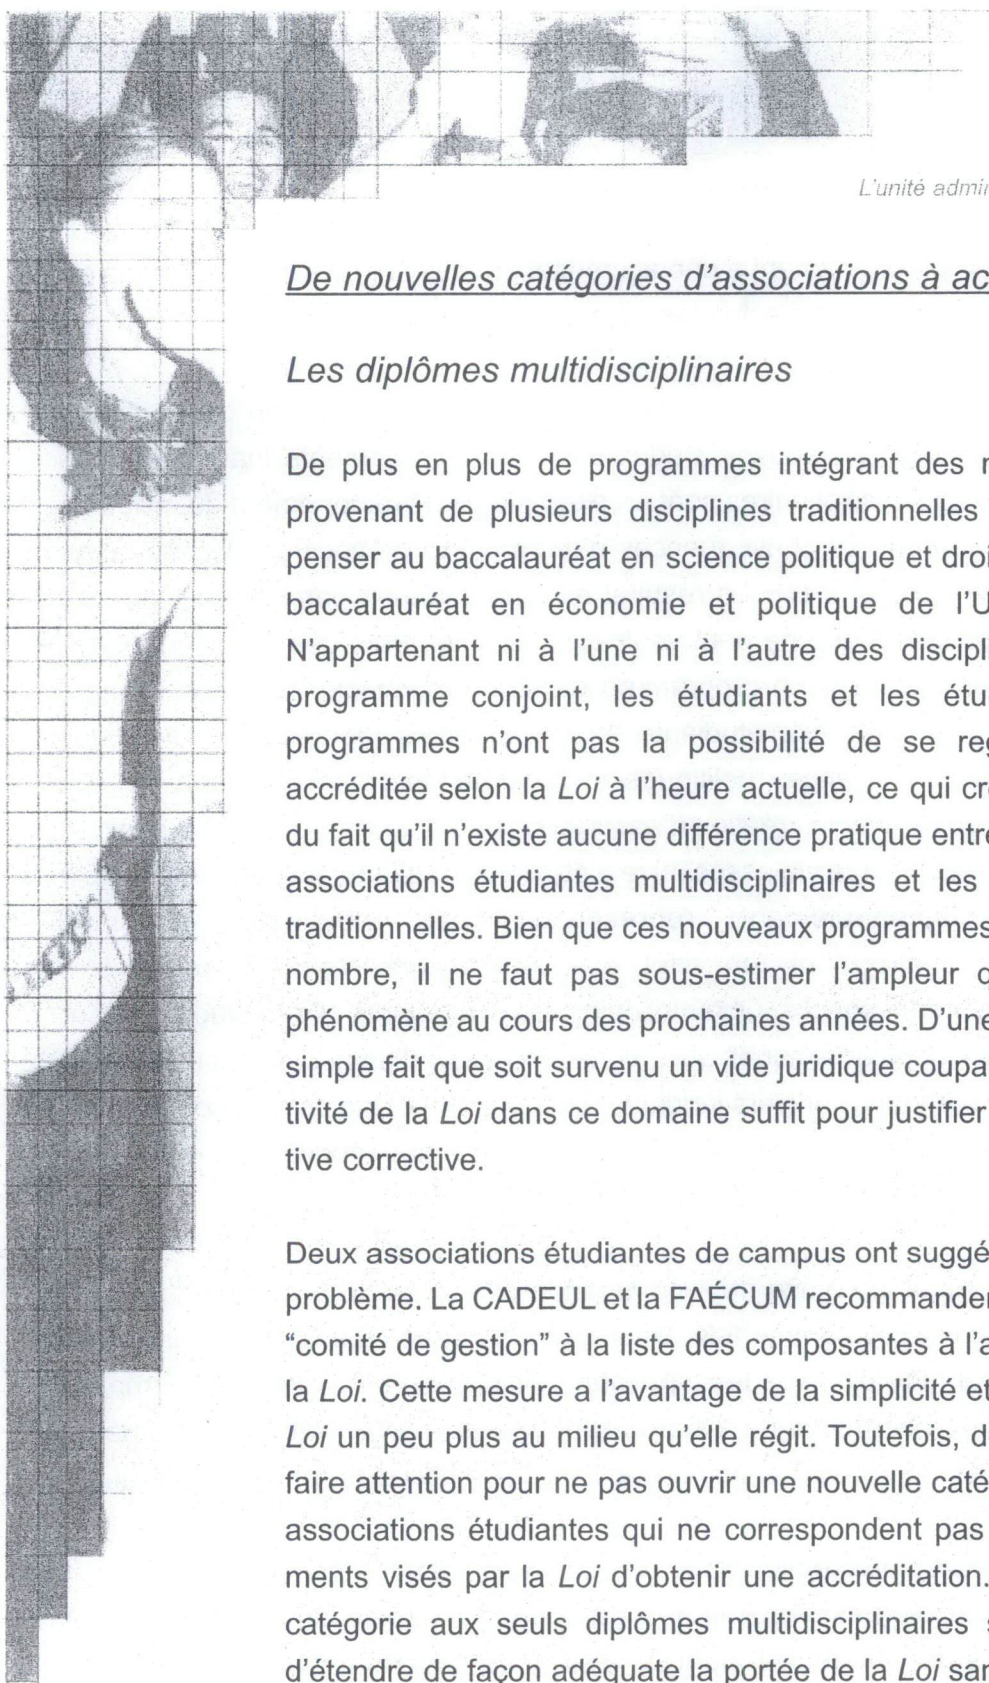 L'unité admin
De nouvelles catégories d'associations à ac
Les diplômes multidisciplinaires
De plus en plus de programmes intégrant des
provenant de plusieurs disciplines traditionnelles
penser au baccalauréat en science politique et droi
baccalauréat en économie et politique de l'U
N'appartenant ni à l'une ni à l'autre des discipl
programme conjoint, les étudiants et les étu
programmes n'ont pas la possibilité de se reg
accréditée selon la Loi à l'heure actuelle, ce qui cr
du fait qu'il n'existe aucune différence pratique entre
associations étudiantes multidisciplinaires et les
traditionnelles. Bien que ces nouveaux programmes
nombre, il ne faut pas sous-estimer l'ampleur
phénomène au cours des prochaines années. D'une
simple fait que soit survenu un vide juridique coupa
tivité de la Loi dans ce domaine suffit pour justifier
tive corrective.
Deux associations étudiantes de campus ont suggé
problème. La CADEUL et la FAÉCUM recommander
“comité de gestion” à la liste des composantes à l'a
la Loi. Cette mesure a l'avantage de la simplicité et
Loi un peu plus au milieu qu'elle régit. Toutefois, d
faire attention pour ne pas ouvrir une nouvelle caté
associations étudiantes qui ne correspondent pas
ments visés par la Loi d'obtenir une accréditation.
catégorie aux seuls diplômes multidisciplinaires s
d'étendre de façon adéquate la portée de la Loi san